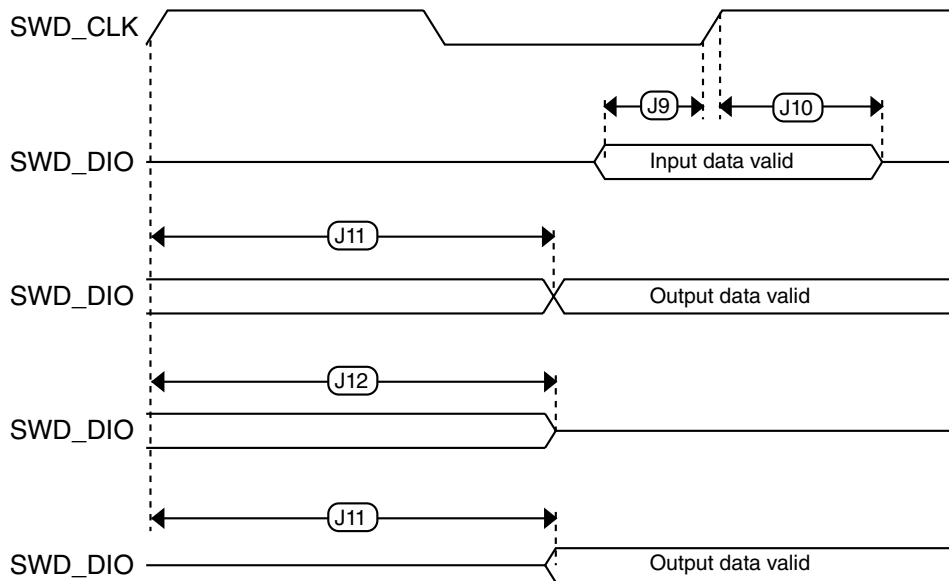 SWD_CLK
J9
J10
SWD_DIO
Input data valid
J11
SWD_DIO
Output data valid
J12
SWD_DIO
J11
SWD_DIO
Output data valid